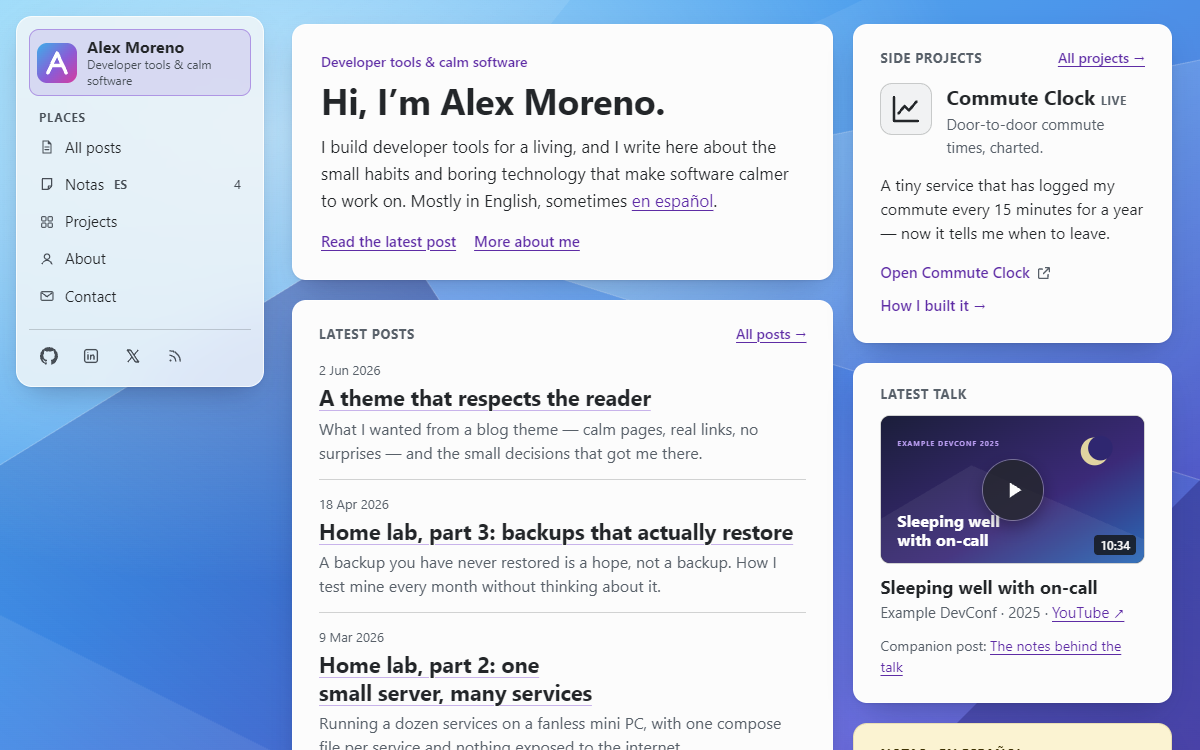 Alex Moreno
Developer tools & calm
software
PLACES
All posts
Notas ES 4
Projects
About
Contact
Developer tools & calm software
Hi, I’m Alex Moreno.
I build developer tools for a living, and I write here about the
small habits and boring technology that make software calmer
to work on. Mostly in English, sometimes en español.
Read the latest post More about me
LATEST POSTS All posts →
2 Jun 2026
A theme that respects the reader
What I wanted from a blog theme — calm pages, real links, no
surprises — and the small decisions that got me there.
18 Apr 2026
Home lab, part 3: backups that actually restore
A backup you have never restored is a hope, not a backup. How I
test mine every month without thinking about it.
9 Mar 2026
Home lab, part 2: one
small server, many services
Running a dozen services on a fanless mini PC, with one compose
file per service and nothing exposed to the internet.
SIDE PROJECTS All projects →
Commute Clock LIVE
Door-to-door commute
times, charted.
A tiny service that has logged my
commute every 15 minutes for a year
— now it tells me when to leave.
Open Commute Clock
How I built it →
LATEST TALK
EXAMPLE DEVCONF 2025
Sleeping well
with on-call
10:34
Sleeping well with on-call
Example DevConf · 2025 · YouTube ↗
Companion post: The notes behind the
talk